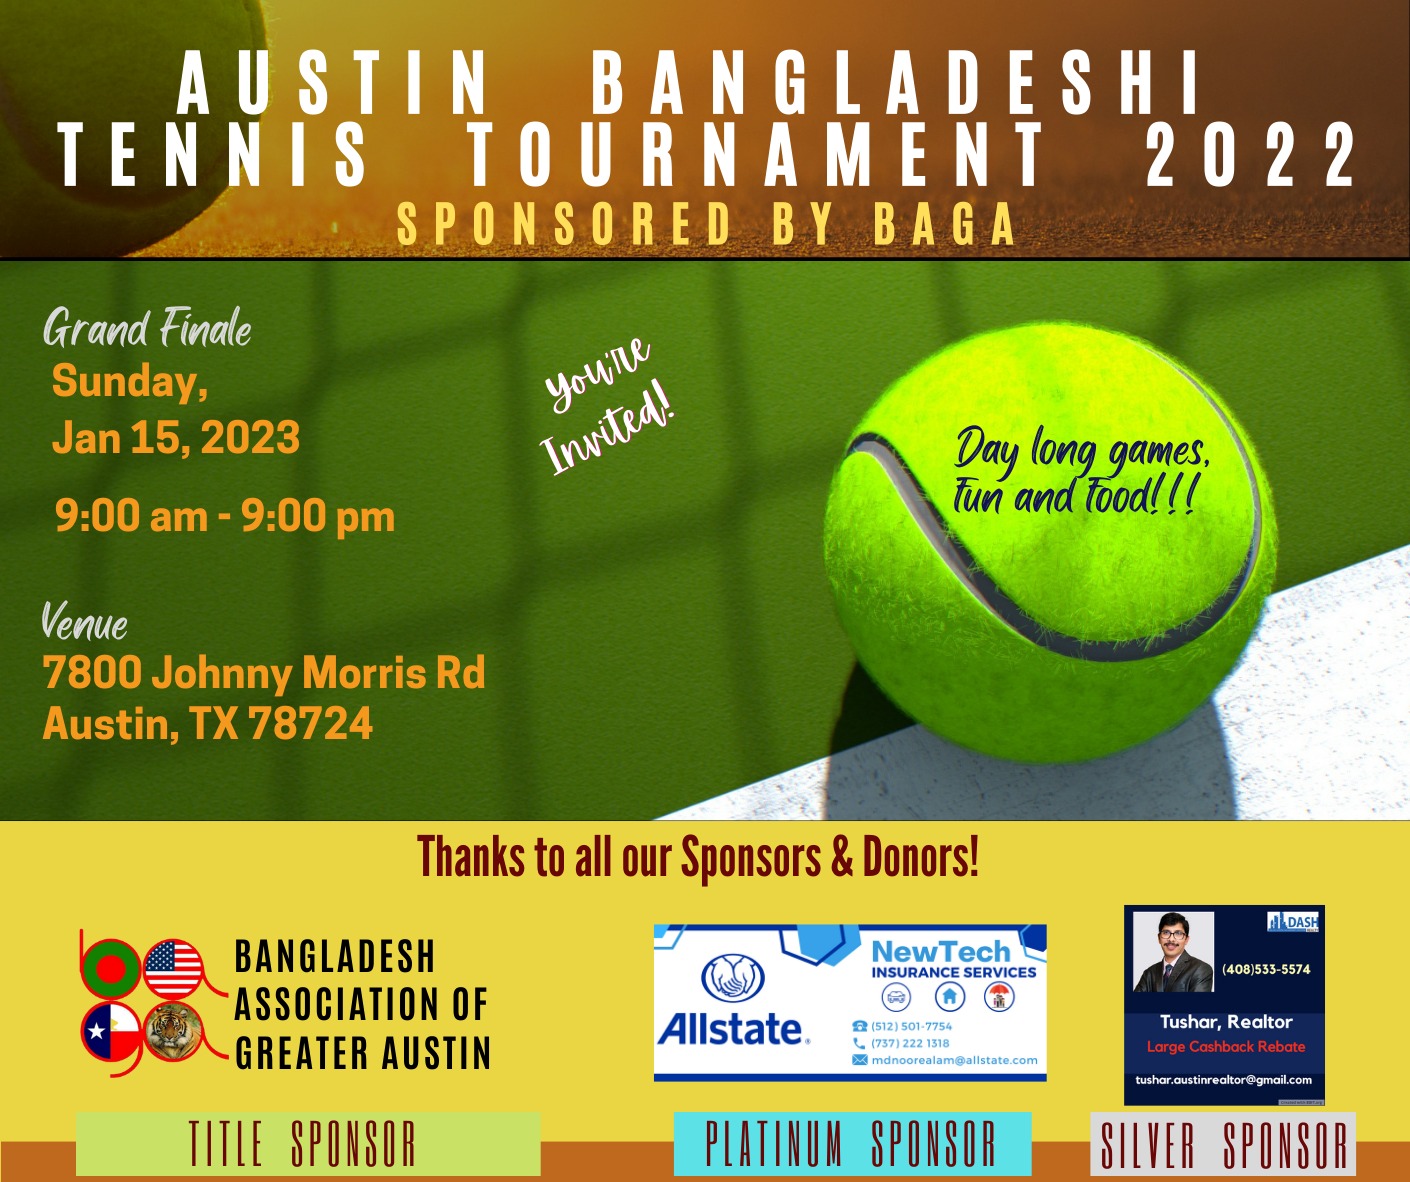 AUSTIN BANGLADESHI
TENNIS TOURNAMENT 2022
SPONSORED BY BAGA
Grand Finale
Sunday,
Jan 15, 2023
9:00 am - 9:00 pm
Venue
7800 Johnny Morris Rd
Austin, TX 78724
You're
Invited!
Day long games,
Fun and Food!!!
Thanks to all our Sponsors & Donors!
baga
BANGLADESH
ASSOCIATION OF
GREATER AUSTIN
TITLE SPONSOR
Allstate®
NewTech
INSURANCE SERVICES
(512) 501-7754
(737) 222 1318
mdnoorealam@allstate.com
PLATINUM SPONSOR
DASH
(408)533-5574
Tushar, Realtor
Large Cashback Rebate
tushar.austinrealtor@gmail.com
SILVER SPONSOR